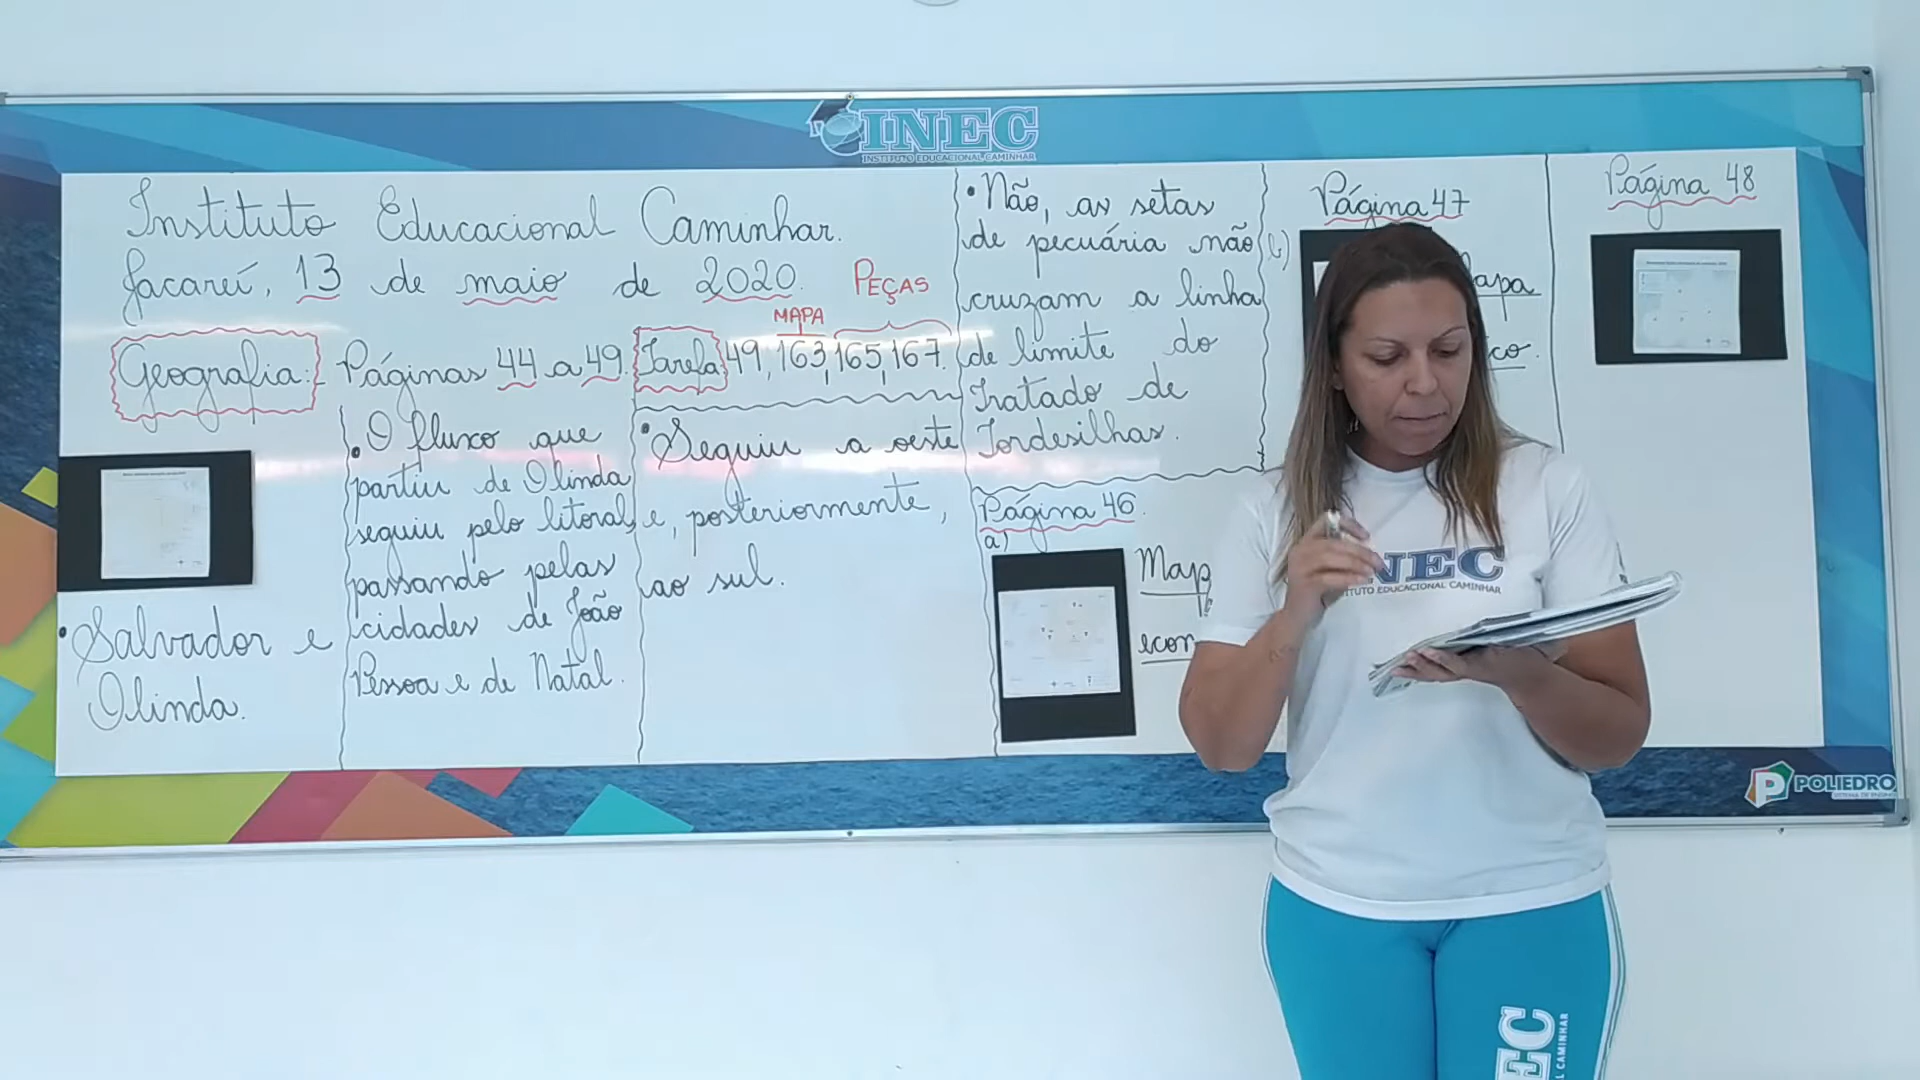 INEC
INSTITUTO EDUCACIONAL CAMINHAR
Instituto Educacional Caminhar.
Jacareí, 13 de maio de 2020.
PEÇAS
MAPA
Geografia: Páginas 44 a 49. Tarefa: 49, 163, 165, 167.
• Salvador e
Olinda.
• O fluxo que
partiu de Olinda
seguiu pelo litoral,
passando pelas
cidades de João
Pessoa e de Natal.
• Seguiu a oeste
e, posteriormente,
ao sul.
• Não, as setas
de pecuária não
cruzam a linha
de limite do
Tratado de
Tordesilhas.
Página 46
a)
Página 47
b)
Página 48
INEC
EDUCACIONAL CAMINHAR
POLIEDRO
EC
CAMINHAR